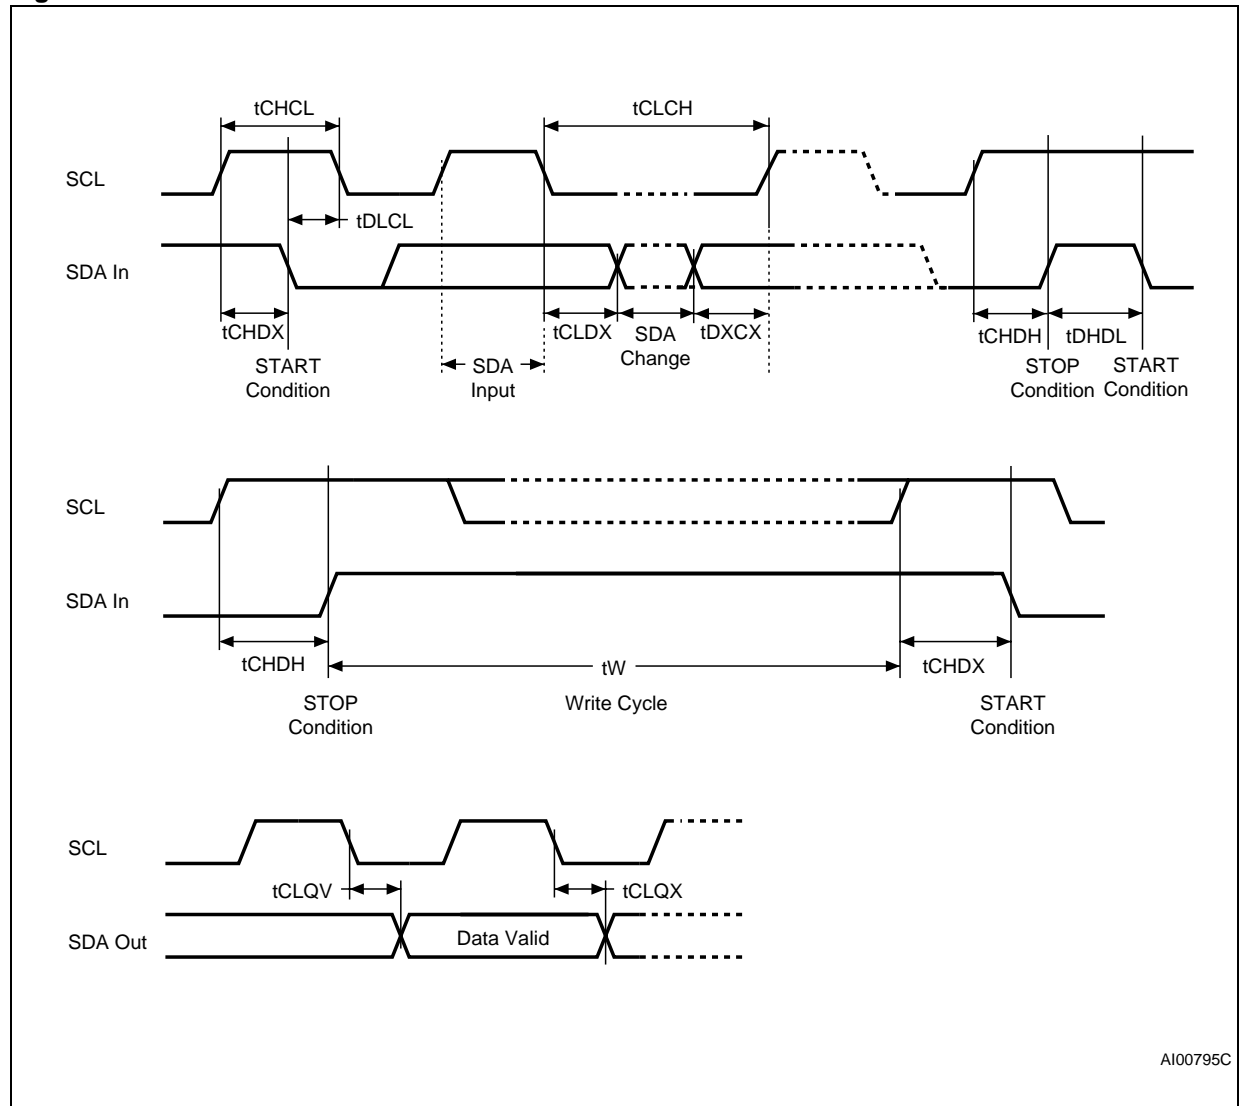 tCHCL
tCLCH
SCL
tDLCL
SDA In
tCHDX
tCLDX
SDA
Change
tDXCX
tCHDH
tDHDL
START
Condition
SDA
Input
STOP
Condition
START
Condition
SCL
SDA In
tCHDH
tW
tCHDX
STOP
Condition
Write Cycle
START
Condition
SCL
tCLQV
tCLQX
SDA Out
Data Valid
AI00795C